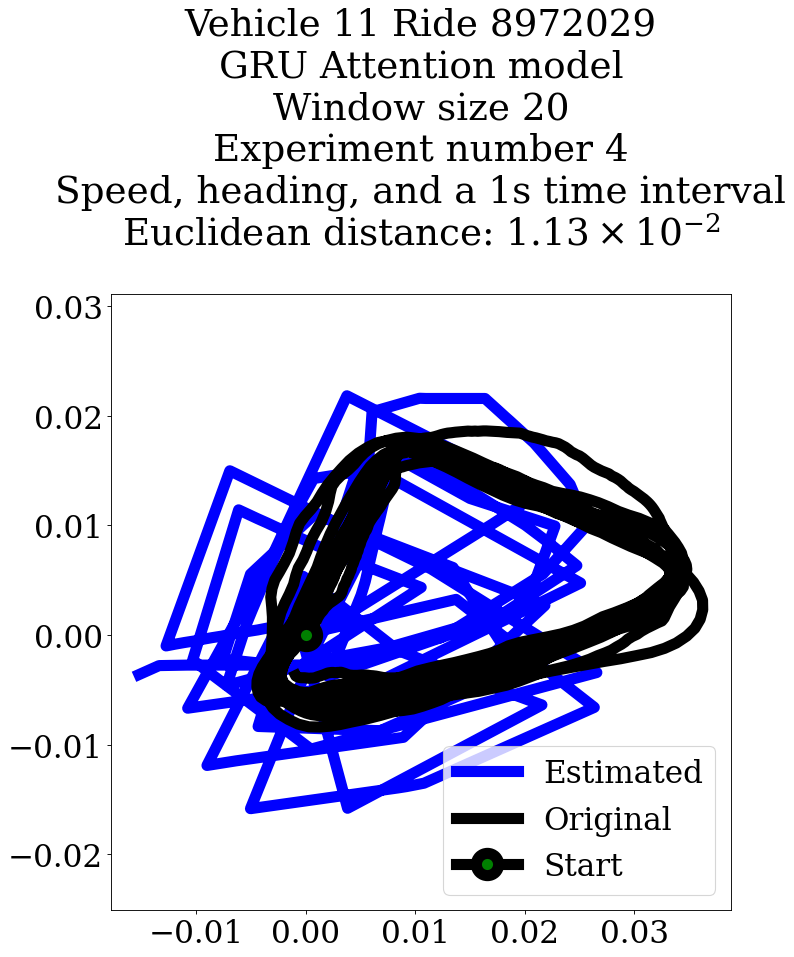 Vehicle 11 Ride 8972029
GRU Attention model
Window size 20
Experiment number 4
Speed, heading, and a 1s time interval
Euclidean distance: 1.13 × 10⁻²
0.03
0.02
0.01
0.00
−0.01
−0.02
Estimated
Original
Start
−0.01 0.00 0.01 0.02 0.03